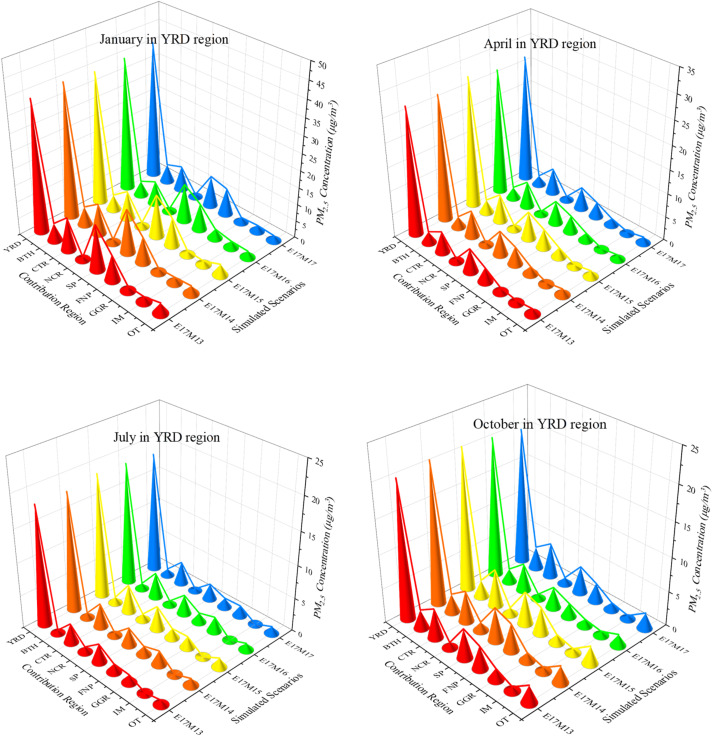 January in YRD region
50
45
40
35
30
25
20
15
10
5
0
PM2.5 Concentration (μg/m³)
YRD
BTH
CTR
NCR
SP
FNP
GGR
IM
OT
Contribution Region
E17M13
E17M14
E17M15
E17M16
E17M17
Simulated Scenarios
April in YRD region
35
30
25
20
15
10
5
0
PM2.5 Concentration (μg/m³)
YRD
BTH
CTR
NCR
SP
FNP
GGR
IM
OT
Contribution Region
E17M13
E17M14
E17M15
E17M16
E17M17
Simulated Scenarios
July in YRD region
25
20
15
10
5
0
PM2.5 Concentration (μg/m³)
YRD
BTH
CTR
NCR
SP
FNP
GGR
IM
OT
Contribution Region
E17M13
E17M14
E17M15
E17M16
E17M17
Simulated Scenarios
October in YRD region
25
20
15
10
5
0
PM2.5 Concentration (μg/m³)
YRD
BTH
CTR
NCR
SP
FNP
GGR
IM
OT
Contribution Region
E17M13
E17M14
E17M15
E17M16
E17M17
Simulated Scenarios